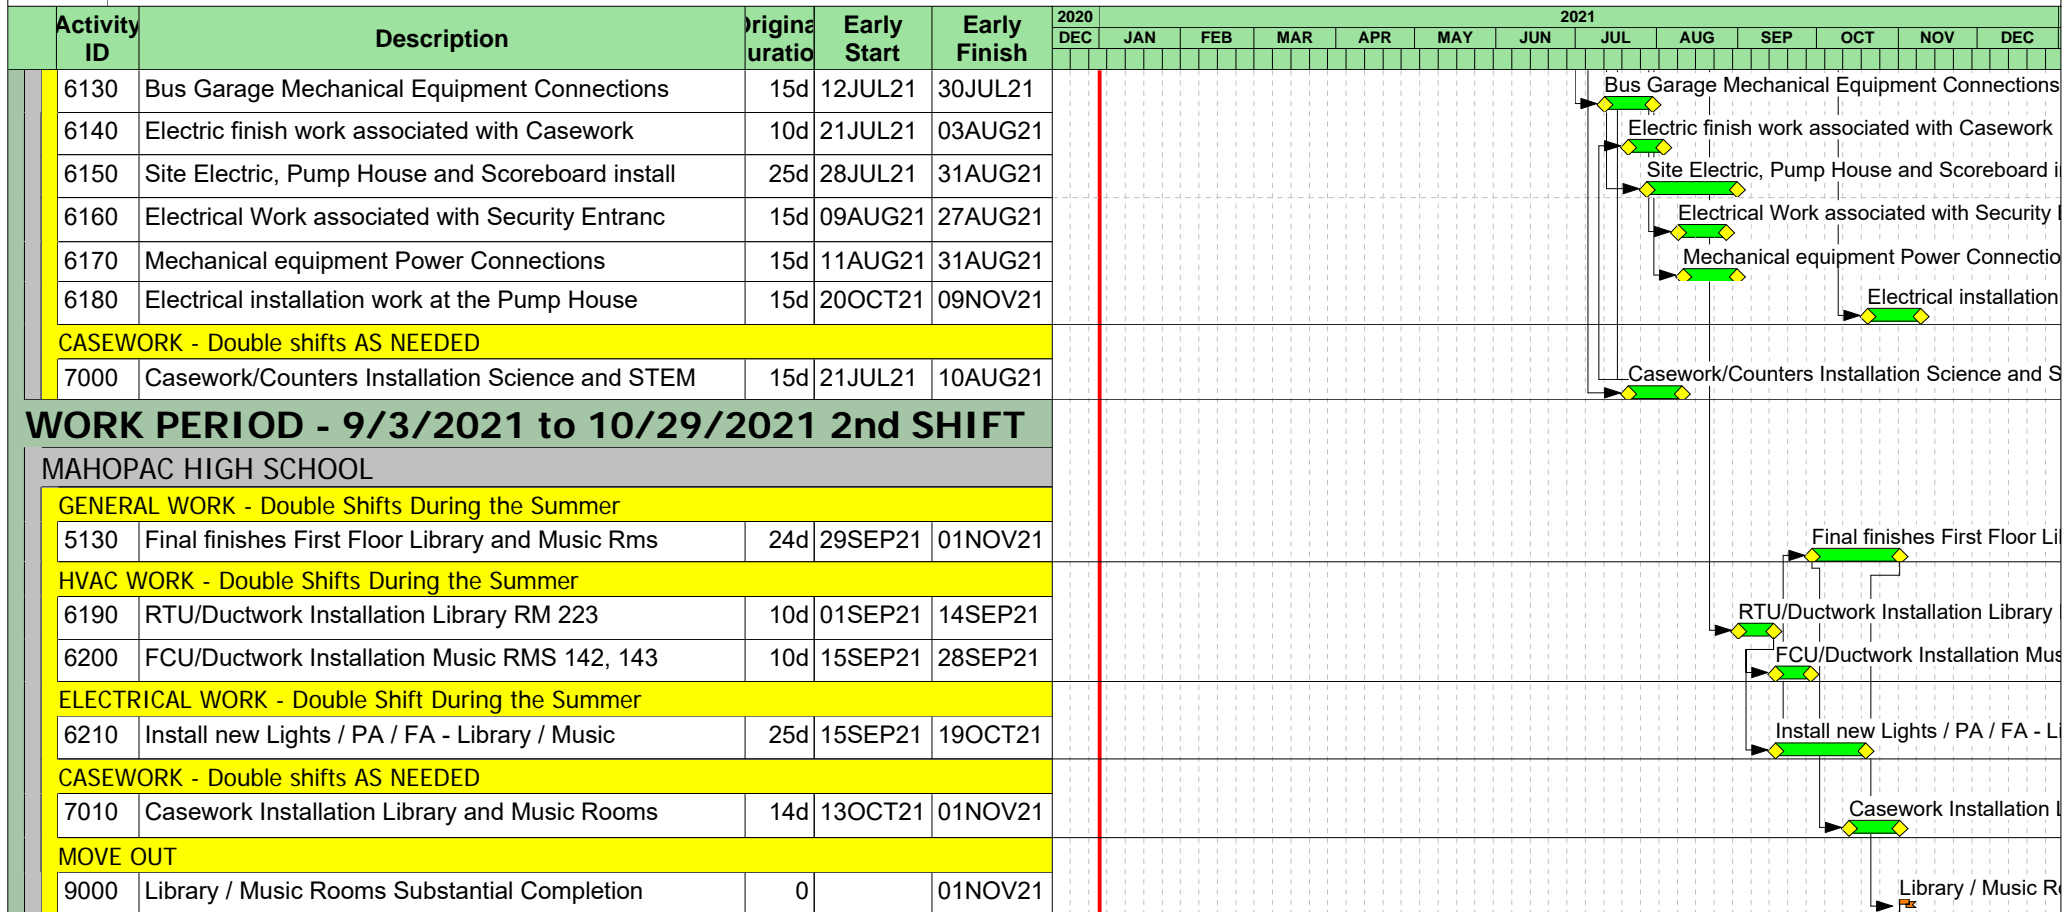 Activity ID Description Origina uratio Early Start Early Finish
2020 2021
DEC JAN FEB MAR APR MAY JUN JUL AUG SEP OCT NOV DEC
6130 Bus Garage Mechanical Equipment Connections 15d 12JUL21 30JUL21 Bus Garage Mechanical Equipment Connections
6140 Electric finish work associated with Casework 10d 21JUL21 03AUG21 Electric finish work associated with Casework
6150 Site Electric, Pump House and Scoreboard install 25d 28JUL21 31AUG21 Site Electric, Pump House and Scoreboard i
6160 Electrical Work associated with Security Entranc 15d 09AUG21 27AUG21 Electrical Work associated with Security
6170 Mechanical equipment Power Connections 15d 11AUG21 31AUG21 Mechanical equipment Power Connectio
6180 Electrical installation work at the Pump House 15d 20OCT21 09NOV21 Electrical installation
CASEWORK - Double shifts AS NEEDED
7000 Casework/Counters Installation Science and STEM 15d 21JUL21 10AUG21 Casework/Counters Installation Science and S
WORK PERIOD - 9/3/2021 to 10/29/2021 2nd SHIFT
MAHOPAC HIGH SCHOOL
GENERAL WORK - Double Shifts During the Summer
5130 Final finishes First Floor Library and Music Rms 24d 29SEP21 01NOV21 Final finishes First Floor Li
HVAC WORK - Double Shifts During the Summer
6190 RTU/Ductwork Installation Library RM 223 10d 01SEP21 14SEP21 RTU/Ductwork Installation Library
6200 FCU/Ductwork Installation Music RMS 142, 143 10d 15SEP21 28SEP21 FCU/Ductwork Installation Mus
ELECTRICAL WORK - Double Shift During the Summer
6210 Install new Lights / PA / FA - Library / Music 25d 15SEP21 19OCT21 Install new Lights / PA / FA - Li
CASEWORK - Double shifts AS NEEDED
7010 Casework Installation Library and Music Rooms 14d 13OCT21 01NOV21 Casework Installation L
MOVE OUT
9000 Library / Music Rooms Substantial Completion 0 01NOV21 Library / Music Ro